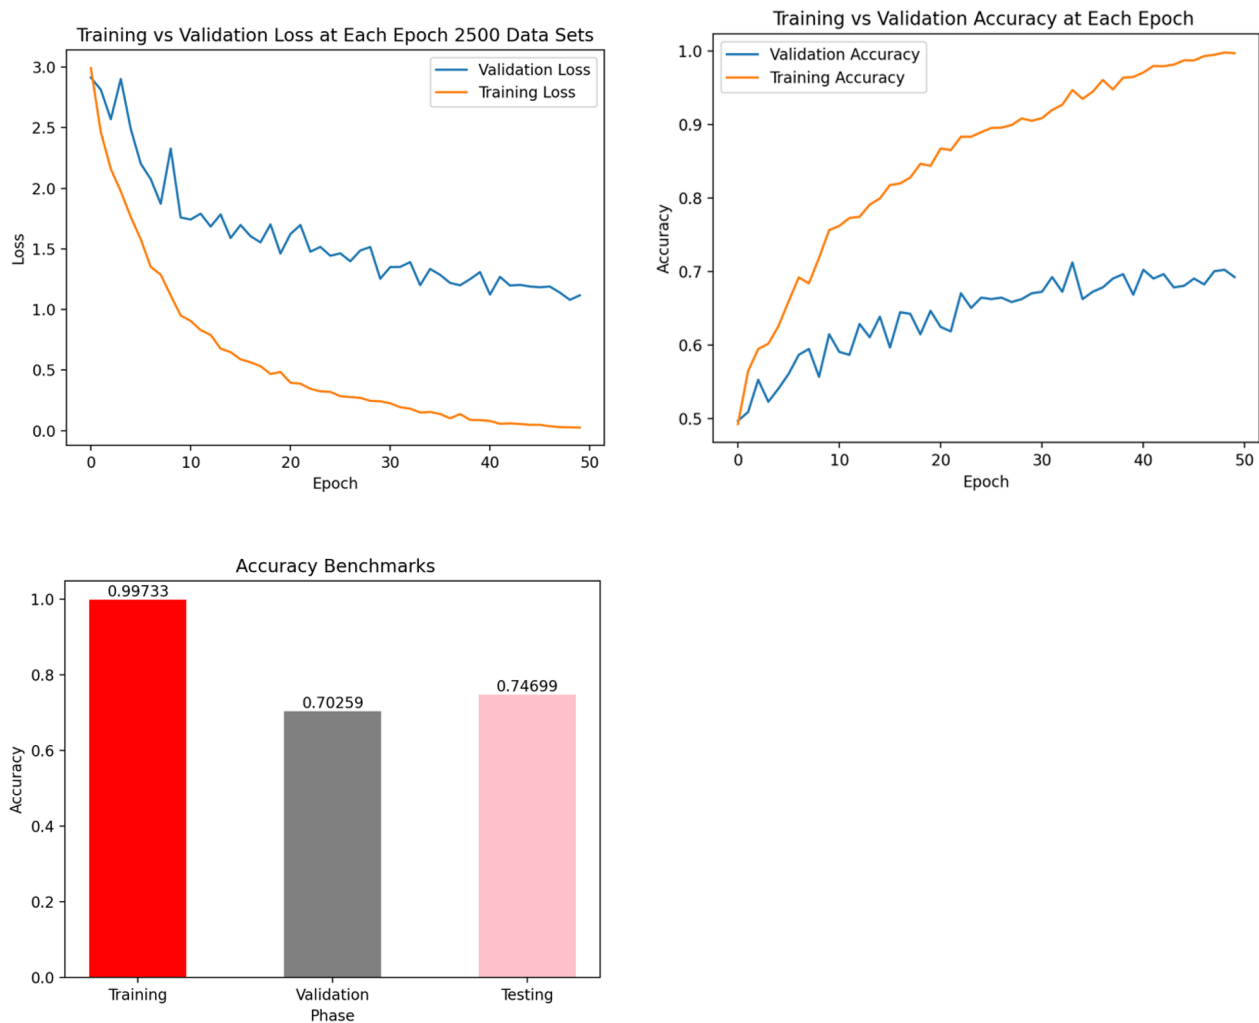 Training vs Validation Loss at Each Epoch 2500 Data Sets
3.0
2.5
2.0
1.5
1.0
0.5
0.0
Loss
Validation Loss
Training Loss
0 10 20 30 40 50
Epoch
Training vs Validation Accuracy at Each Epoch
1.0
0.9
0.8
0.7
0.6
0.5
Accuracy
Validation Accuracy
Training Accuracy
0 10 20 30 40 50
Epoch
Accuracy Benchmarks
1.0
0.8
0.6
0.4
0.2
0.0
Accuracy
0.99733
0.70259
0.74699
Training Validation Testing
Phase